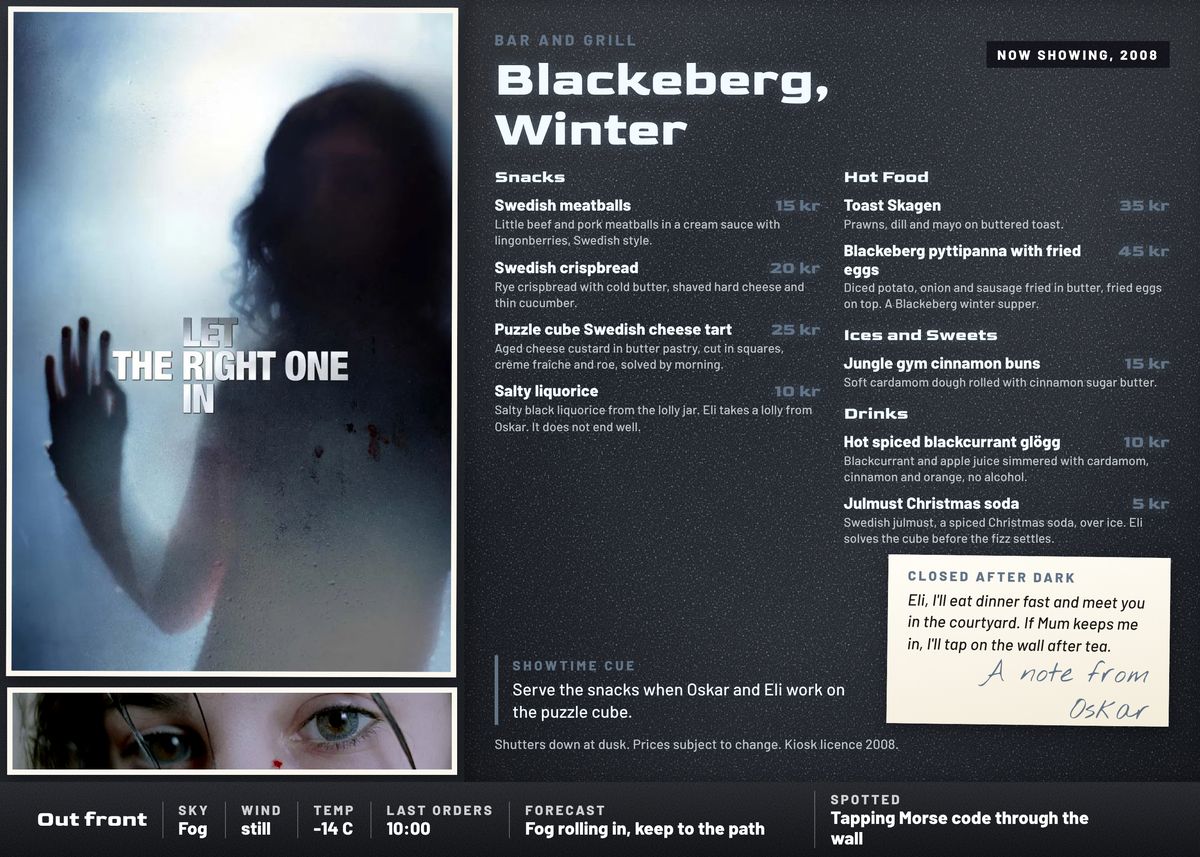 LET
THE RIGHT ONE
IN
BAR AND GRILL
Blackeberg,
Winter
NOW SHOWING, 2008
Snacks
Swedish meatballs 15 kr
Little beef and pork meatballs in a cream sauce with
lingonberries, Swedish style.
Swedish crispbread 20 kr
Rye crispbread with cold butter, shaved hard cheese and
thin cucumber.
Puzzle cube Swedish cheese tart 25 kr
Aged cheese custard in butter pastry, cut in squares,
crème fraîche and roe, solved by morning.
Salty liquorice 10 kr
Salty black liquorice from the lolly jar. Eli takes a lolly from
Oskar. It does not end well.
Hot Food
Toast Skagen 35 kr
Prawns, dill and mayo on buttered toast.
Blackeberg pyttipanna with fried 45 kr
eggs
Diced potato, onion and sausage fried in butter, fried eggs
on top. A Blackeberg winter supper.
Ices and Sweets
Jungle gym cinnamon buns 15 kr
Soft cardamom dough rolled with cinnamon sugar butter.
Drinks
Hot spiced blackcurrant glögg 10 kr
Blackcurrant and apple juice simmered with cardamom,
cinnamon and orange, no alcohol.
Julmust Christmas soda 5 kr
Swedish julmust, a spiced Christmas soda, over ice. Eli
solves the cube before the fizz settles.
CLOSED AFTER DARK
Eli, I'll eat dinner fast and meet you
in the courtyard. If Mum keeps me
in, I'll tap on the wall after tea.
A note from
Oskar
SHOWTIME CUE
Serve the snacks when Oskar and Eli work on
the puzzle cube.
Shutters down at dusk. Prices subject to change. Kiosk licence 2008.
Out front
SKY
Fog
WIND
still
TEMP
-14 C
LAST ORDERS
10:00
FORECAST
Fog rolling in, keep to the path
SPOTTED
Tapping Morse code through the
wall